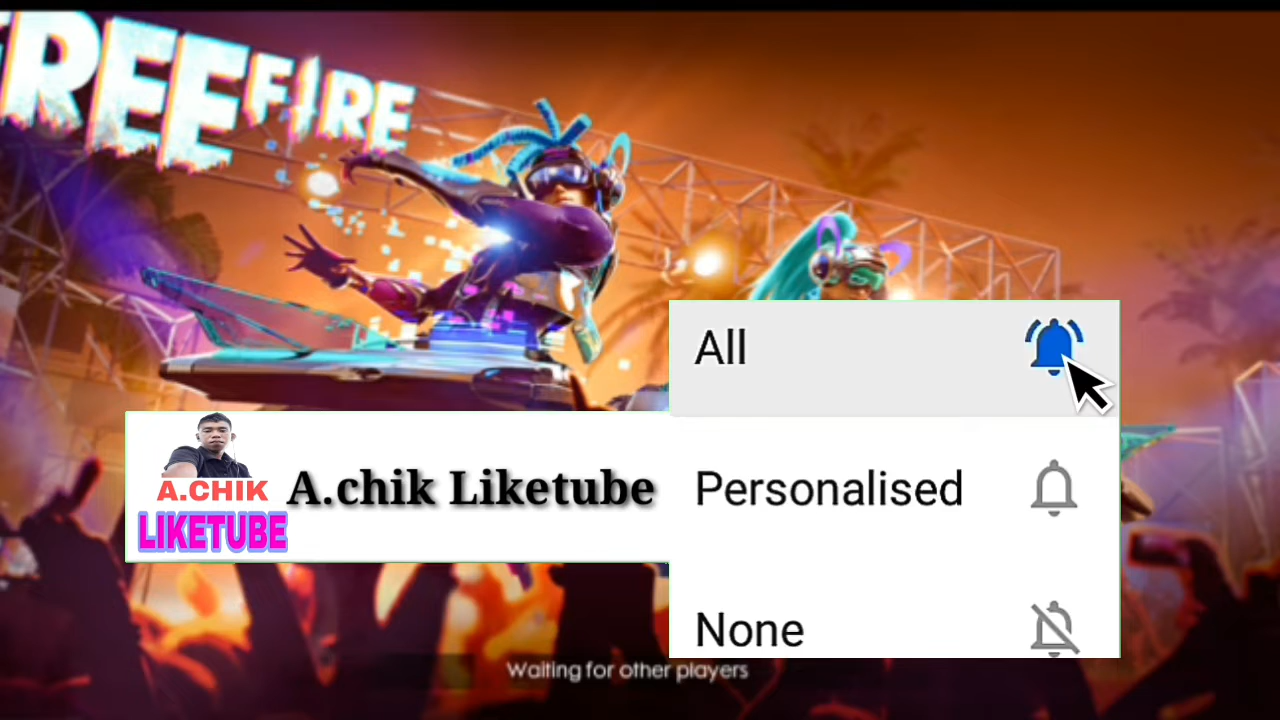 FREE FIRE
All
A.CHIK
LIKETUBE
A.chik Liketube
Personalised
None
Waiting for other players